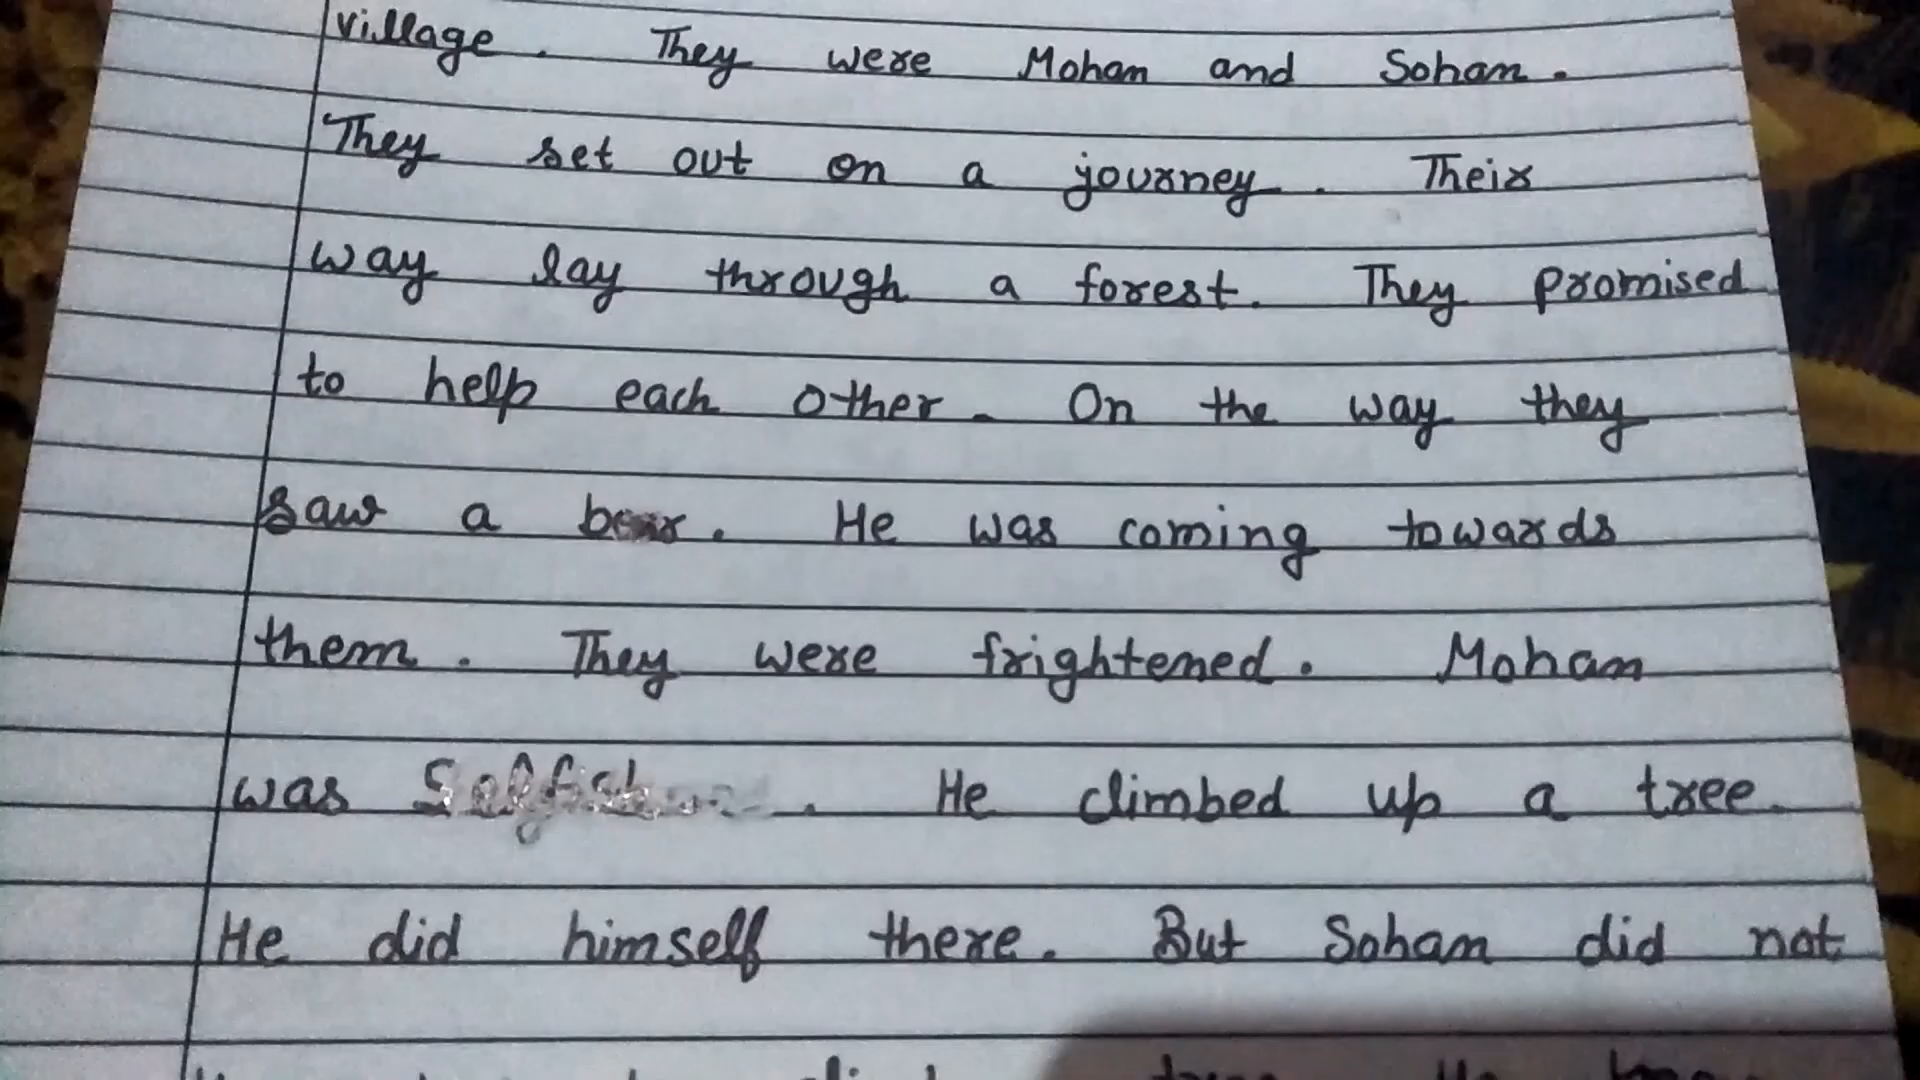 village. They were Mohan and Sohan.
They set out on a journey. Their
way lay through a forest. They promised
to help each other. On the way they
saw a bear. He was coming towards
them. They were frightened. Mohan
was Selfish. He climbed up a tree.
He did himself there. But Sohan did not